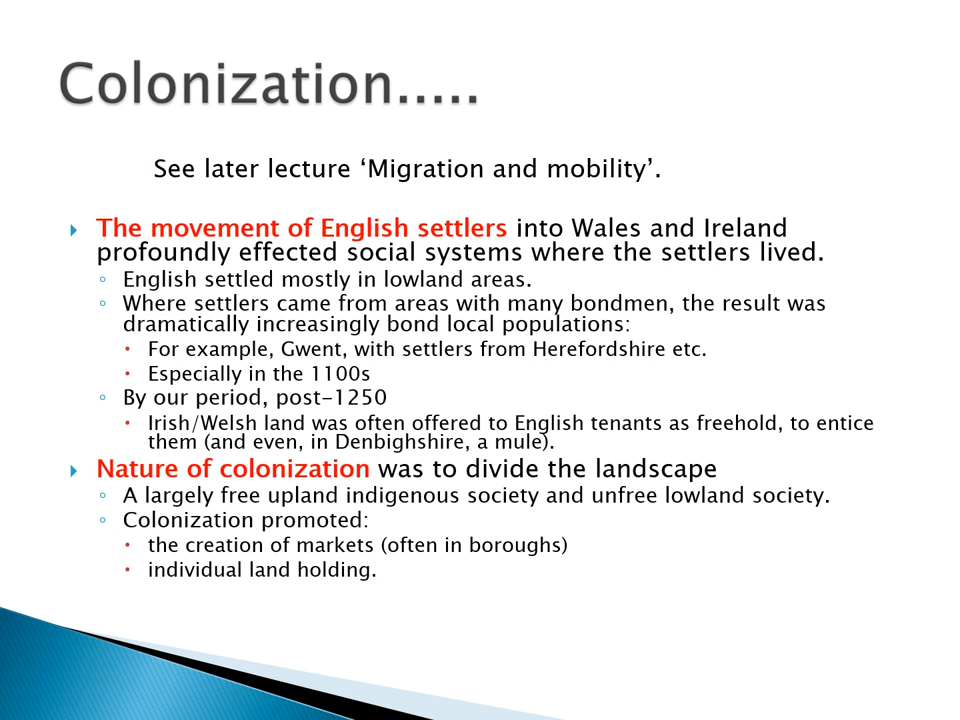 Colonization.....
See later lecture ‘Migration and mobility’.
The movement of English settlers into Wales and Ireland
profoundly effected social systems where the settlers lived.
English settled mostly in lowland areas.
Where settlers came from areas with many bondmen, the result was
dramatically increasingly bond local populations:
For example, Gwent, with settlers from Herefordshire etc.
Especially in the 1100s
By our period, post-1250
Irish/Welsh land was often offered to English tenants as freehold, to entice
them (and even, in Denbighshire, a mule).
Nature of colonization was to divide the landscape
A largely free upland indigenous society and unfree lowland society.
Colonization promoted:
the creation of markets (often in boroughs)
individual land holding.